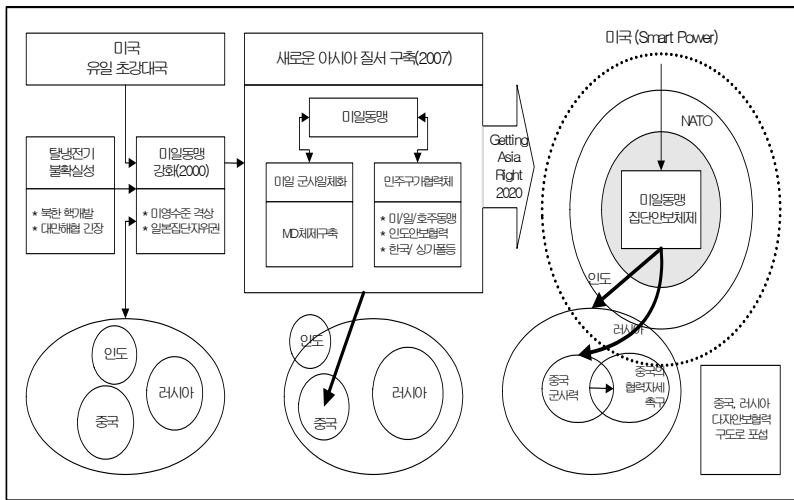 미국
유일 초강대국
새로운 아시아 질서 구축(2007)
미국 (Smart Power)
NATO
미일동맹
Getting
Asia
Right
2020
탈냉전기
불확실성
* 북한 핵개발
* 대만해협 긴장
미일동맹
강화(2000)
* 미영수준 격상
* 일본집단자위권
미일 군사일체화
MD체제구축
민주국가협력체
* 미/일/호주동맹
* 인도안보협력
* 한국/ 싱가폴등
미일동맹
집단안보체제
인도
러시아
인도
러시아
중국
인도
러시아
중국
중국
군사력
중국의
협력자세
촉구
중국, 러시아
다자안보협력
구도로 포섭